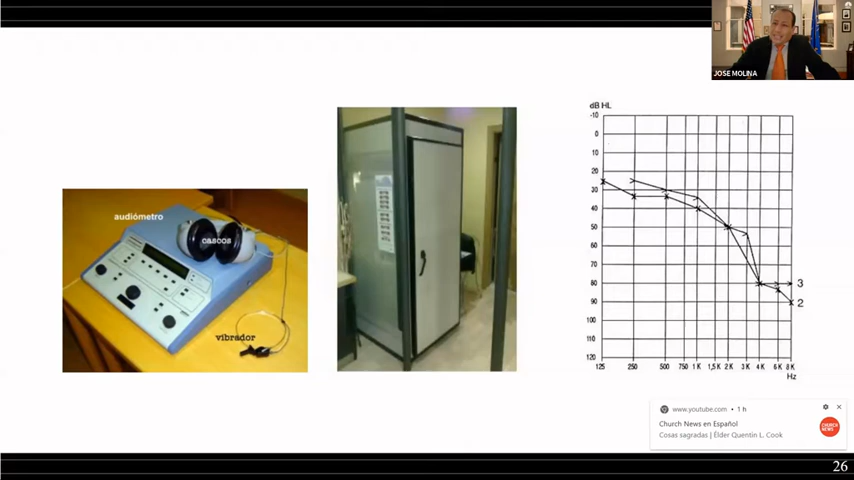 JOSE MOLINA
audiómetro
cascos
vibrador
dB HL
-10
0
10
20
30
40
50
60
70
80
90
100
110
120
3
2
125 250 500 750 1 K 1,5 K 2 K 3 K 4 K 6 K 8 K
Hz
www.youtube.com • 1 h
Church News en Español
Cosas sagradas | Élder Quentin L. Cook
CHURCH NEWS
26